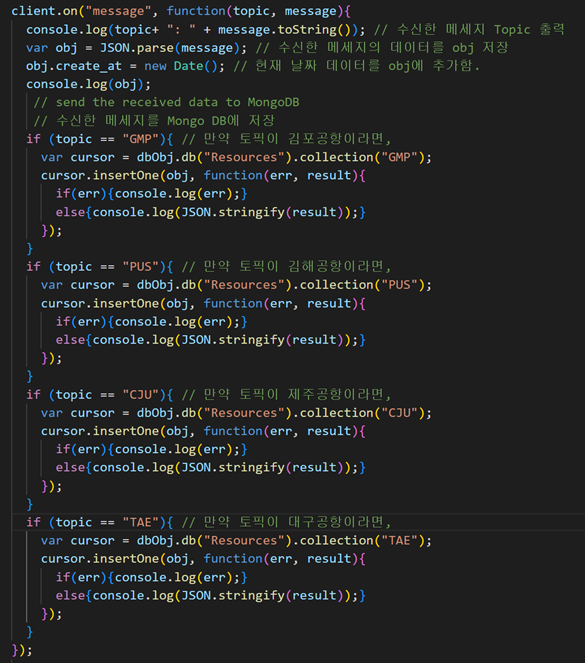 client.on("message", function(topic, message){
  console.log(topic+ ": " + message.toString()); // 수신한 메세지 Topic 출력
  var obj = JSON.parse(message); // 수신한 메세지의 데이터를 obj 저장
  obj.create_at = new Date(); // 현재 날짜 데이터를 obj에 추가함.
  console.log(obj);
   // send the received data to MongoDB
   // 수신한 메세지를 Mongo DB에 저장
  if (topic == "GMP"){ // 만약 토픽이 김포공항이라면,
    var cursor = dbObj.db("Resources").collection("GMP");
    cursor.insertOne(obj, function(err, result){
      if(err){console.log(err);}
      else{console.log(JSON.stringify(result));}
    });
  }
  if (topic == "PUS"){ // 만약 토픽이 김해공항이라면,
    var cursor = dbObj.db("Resources").collection("PUS");
    cursor.insertOne(obj, function(err, result){
      if(err){console.log(err);}
      else{console.log(JSON.stringify(result));}
    });
  }
  if (topic == "CJU"){ // 만약 토픽이 제주공항이라면,
    var cursor = dbObj.db("Resources").collection("CJU");
    cursor.insertOne(obj, function(err, result){
      if(err){console.log(err);}
      else{console.log(JSON.stringify(result));}
    });
  }
  if (topic == "TAE"){ // 만약 토픽이 대구공항이라면,
    var cursor = dbObj.db("Resources").collection("TAE");
    cursor.insertOne(obj, function(err, result){
      if(err){console.log(err);}
      else{console.log(JSON.stringify(result));}
    });
  }
});